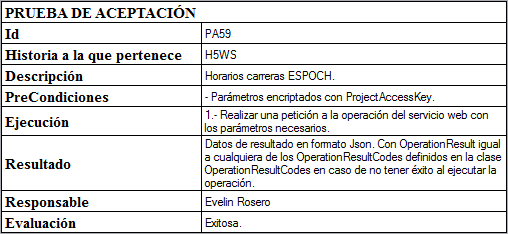 PRUEBA DE ACEPTACIÓN
Id PA59
Historia a la que pertenece H5WS
Descripción Horarios carreras ESPOCH.
PreCondiciones - Parámetros encriptados con ProjectAccessKey.
Ejecución 1.- Realizar una petición a la operación del servicio web con
los parámetros necesarios.
Resultado Datos de resultado en formato Json. Con OperationResult igual
a cualquiera de los OperationResultCodes definidos en la clase
OperationResultCodes en caso de no tener éxito al ejecutar la
operación.
Responsable Evelin Rosero
Evaluación Exitosa.